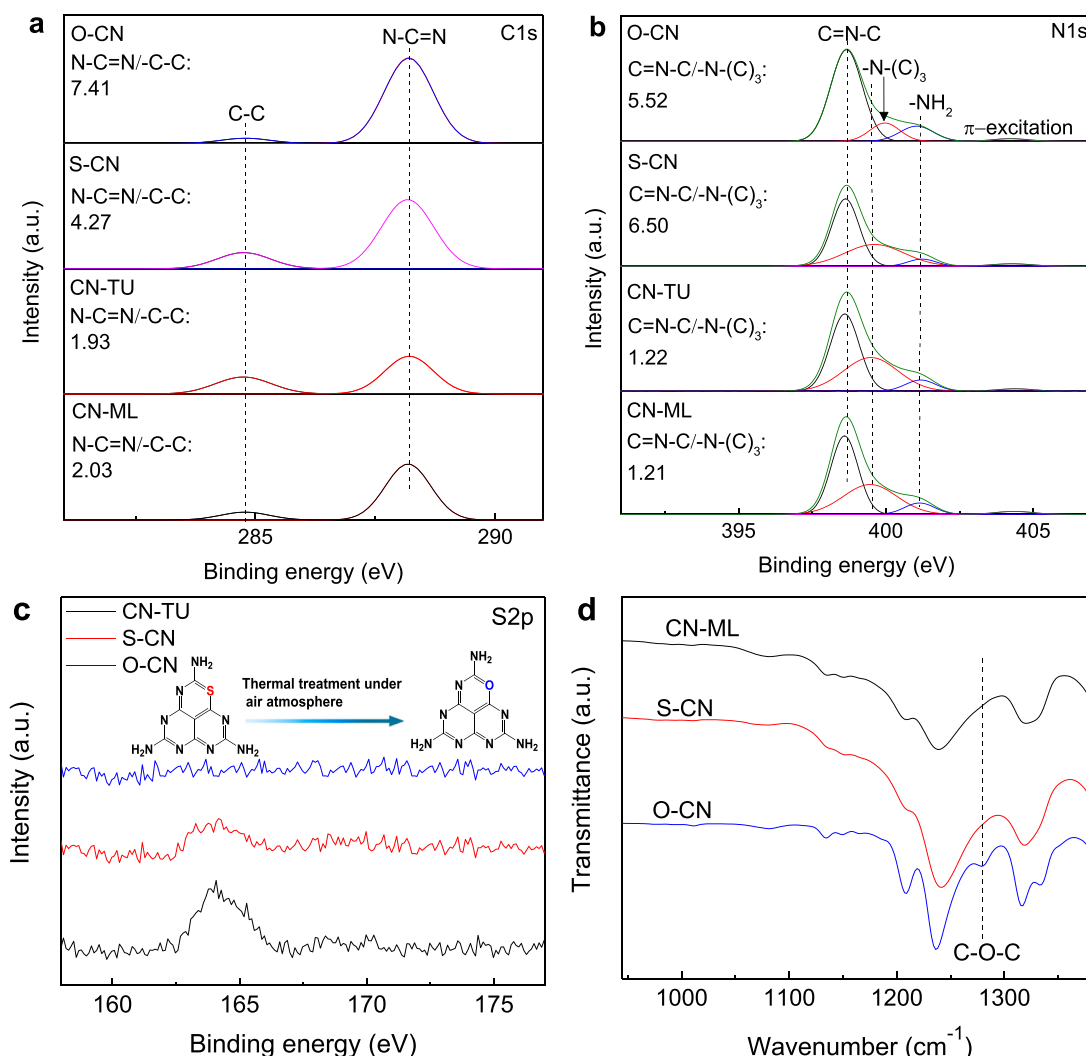 a
O-CN
N-C=N
C1s
N-C=N/-C-C:
7.41
C-C
S-CN
N-C=N/-C-C:
4.27
CN-TU
N-C=N/-C-C:
1.93
CN-ML
N-C=N/-C-C:
2.03
285
290
Binding energy (eV)
Intensity (a.u.)
b
O-CN
C=N-C
N1s
C=N-C/-N-(C)₃:
5.52
-N-(C)₃
-NH₂
π−excitation
S-CN
C=N-C/-N-(C)₃:
6.50
CN-TU
C=N-C/-N-(C)₃:
1.22
CN-ML
C=N-C/-N-(C)₃:
1.21
395
400
405
Binding energy (eV)
Intensity (a.u.)
c
CN-TU
S-CN
O-CN
S2p
NH₂
N
S
N
N
N
N
H₂N
N
N
NH₂
Thermal treatment under
air atmosphere
NH₂
N
O
N
N
N
N
H₂N
N
N
NH₂
160
165
170
175
Binding energy (eV)
Intensity (a.u.)
d
CN-ML
S-CN
O-CN
C-O-C
1000
1100
1200
1300
Wavenumber (cm⁻¹)
Transmittance (a.u.)